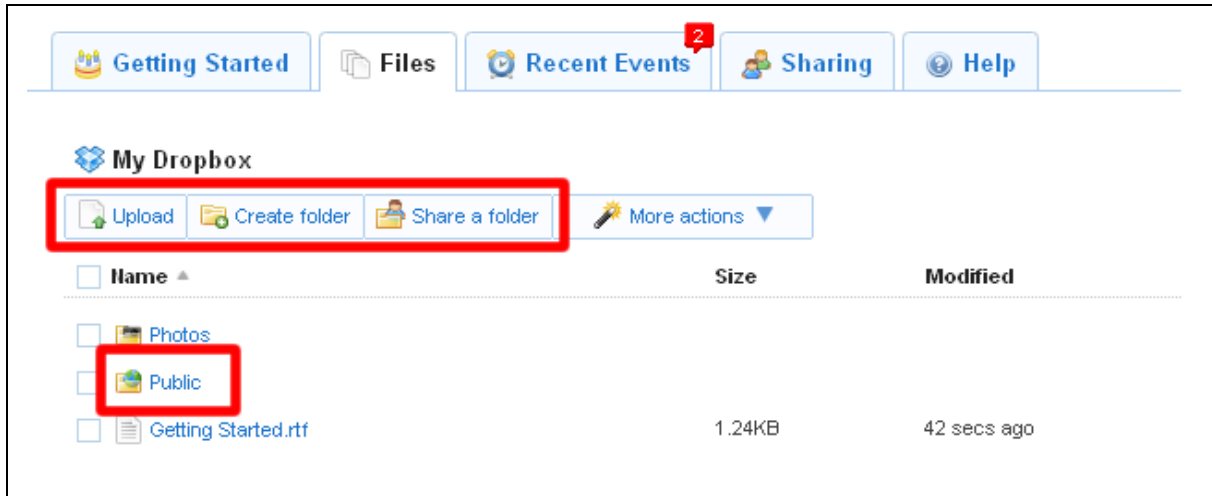 Getting Started Files Recent Events 2 Sharing Help
My Dropbox
Upload Create folder Share a folder More actions
Name Size Modified
Photos
Public
Getting Started.rtf 1.24KB 42 secs ago